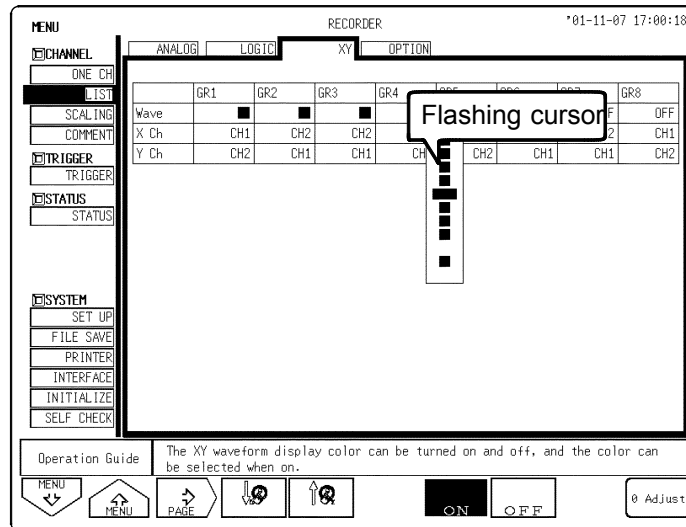 MENU
RECORDER
'01-11-07 17:00:18
CHANNEL
ANALOG LOGIC XY OPTION
ONE CH
LIST
SCALING
COMMENT
GR1 GR2 GR3 GR4 GR8
Wave OFF
X Ch CH1 CH2 CH2 CH1
Y Ch CH2 CH1 CH1 CH CH2 CH1 CH1 CH2
Flashing cursor
TRIGGER
TRIGGER
STATUS
STATUS
SYSTEM
SET UP
FILE SAVE
PRINTER
INTERFACE
INITIALIZE
SELF CHECK
Operation Guide
The XY waveform display color can be turned on and off, and the color can
be selected when on.
MENU
MENU
PAGE
ON
OFF
0 Adjust